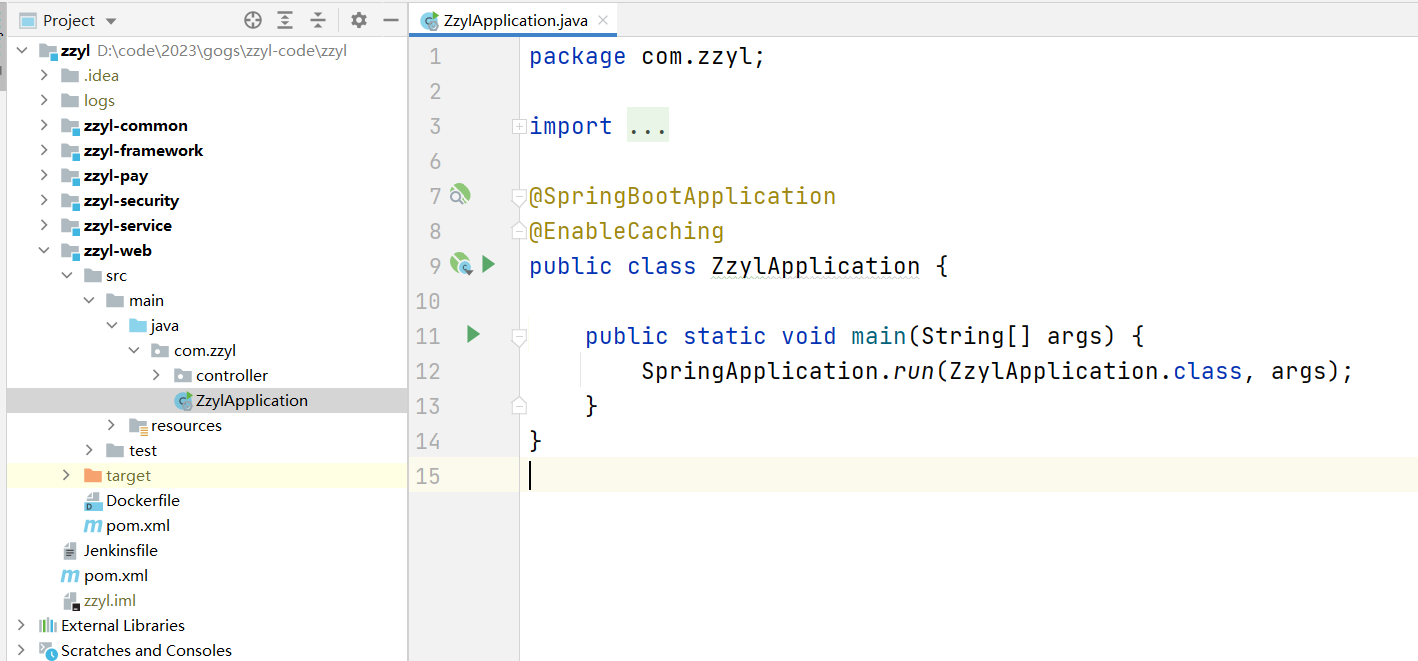 Project
zzyl D:\code\2023\gogs\zzyl-code\zzyl
.idea
logs
zzyl-common
zzyl-framework
zzyl-pay
zzyl-security
zzyl-service
zzyl-web
src
main
java
com.zzyl
controller
ZzylApplication
resources
test
target
Dockerfile
pom.xml
Jenkinsfile
pom.xml
zzyl.iml
External Libraries
Scratches and Consoles
ZzylApplication.java
1 package com.zzyl;
2
3 import ...
6
7 @SpringBootApplication
8 @EnableCaching
9 public class ZzylApplication {
10
11 public static void main(String[] args) {
12 SpringApplication.run(ZzylApplication.class, args);
13 }
14 }
15